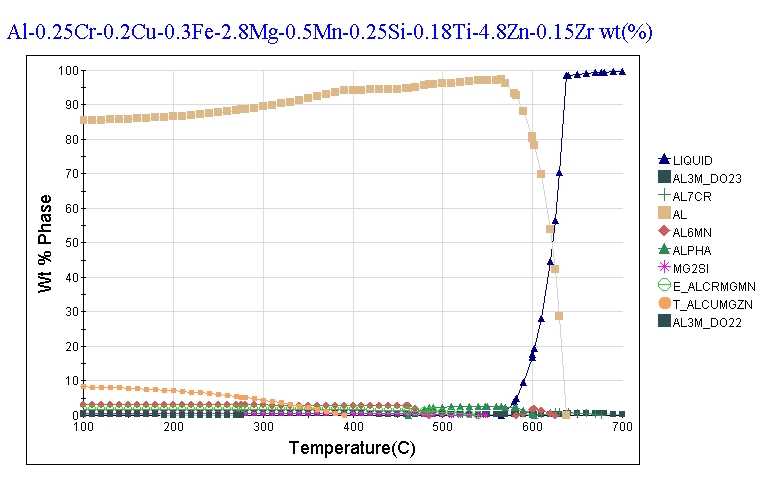 Al-0.25Cr-0.2Cu-0.3Fe-2.8Mg-0.5Mn-0.25Si-0.18Ti-4.8Zn-0.15Zr wt(%)
100
90
80
70
60
50
40
30
20
10
0
Wt % Phase
100 200 300 400 500 600 700
Temperature(C)
LIQUID
AL3M_DO23
AL7CR
AL
AL6MN
ALPHA
MG2SI
E_ALCRMGMN
T_ALCUMGZN
AL3M_DO22